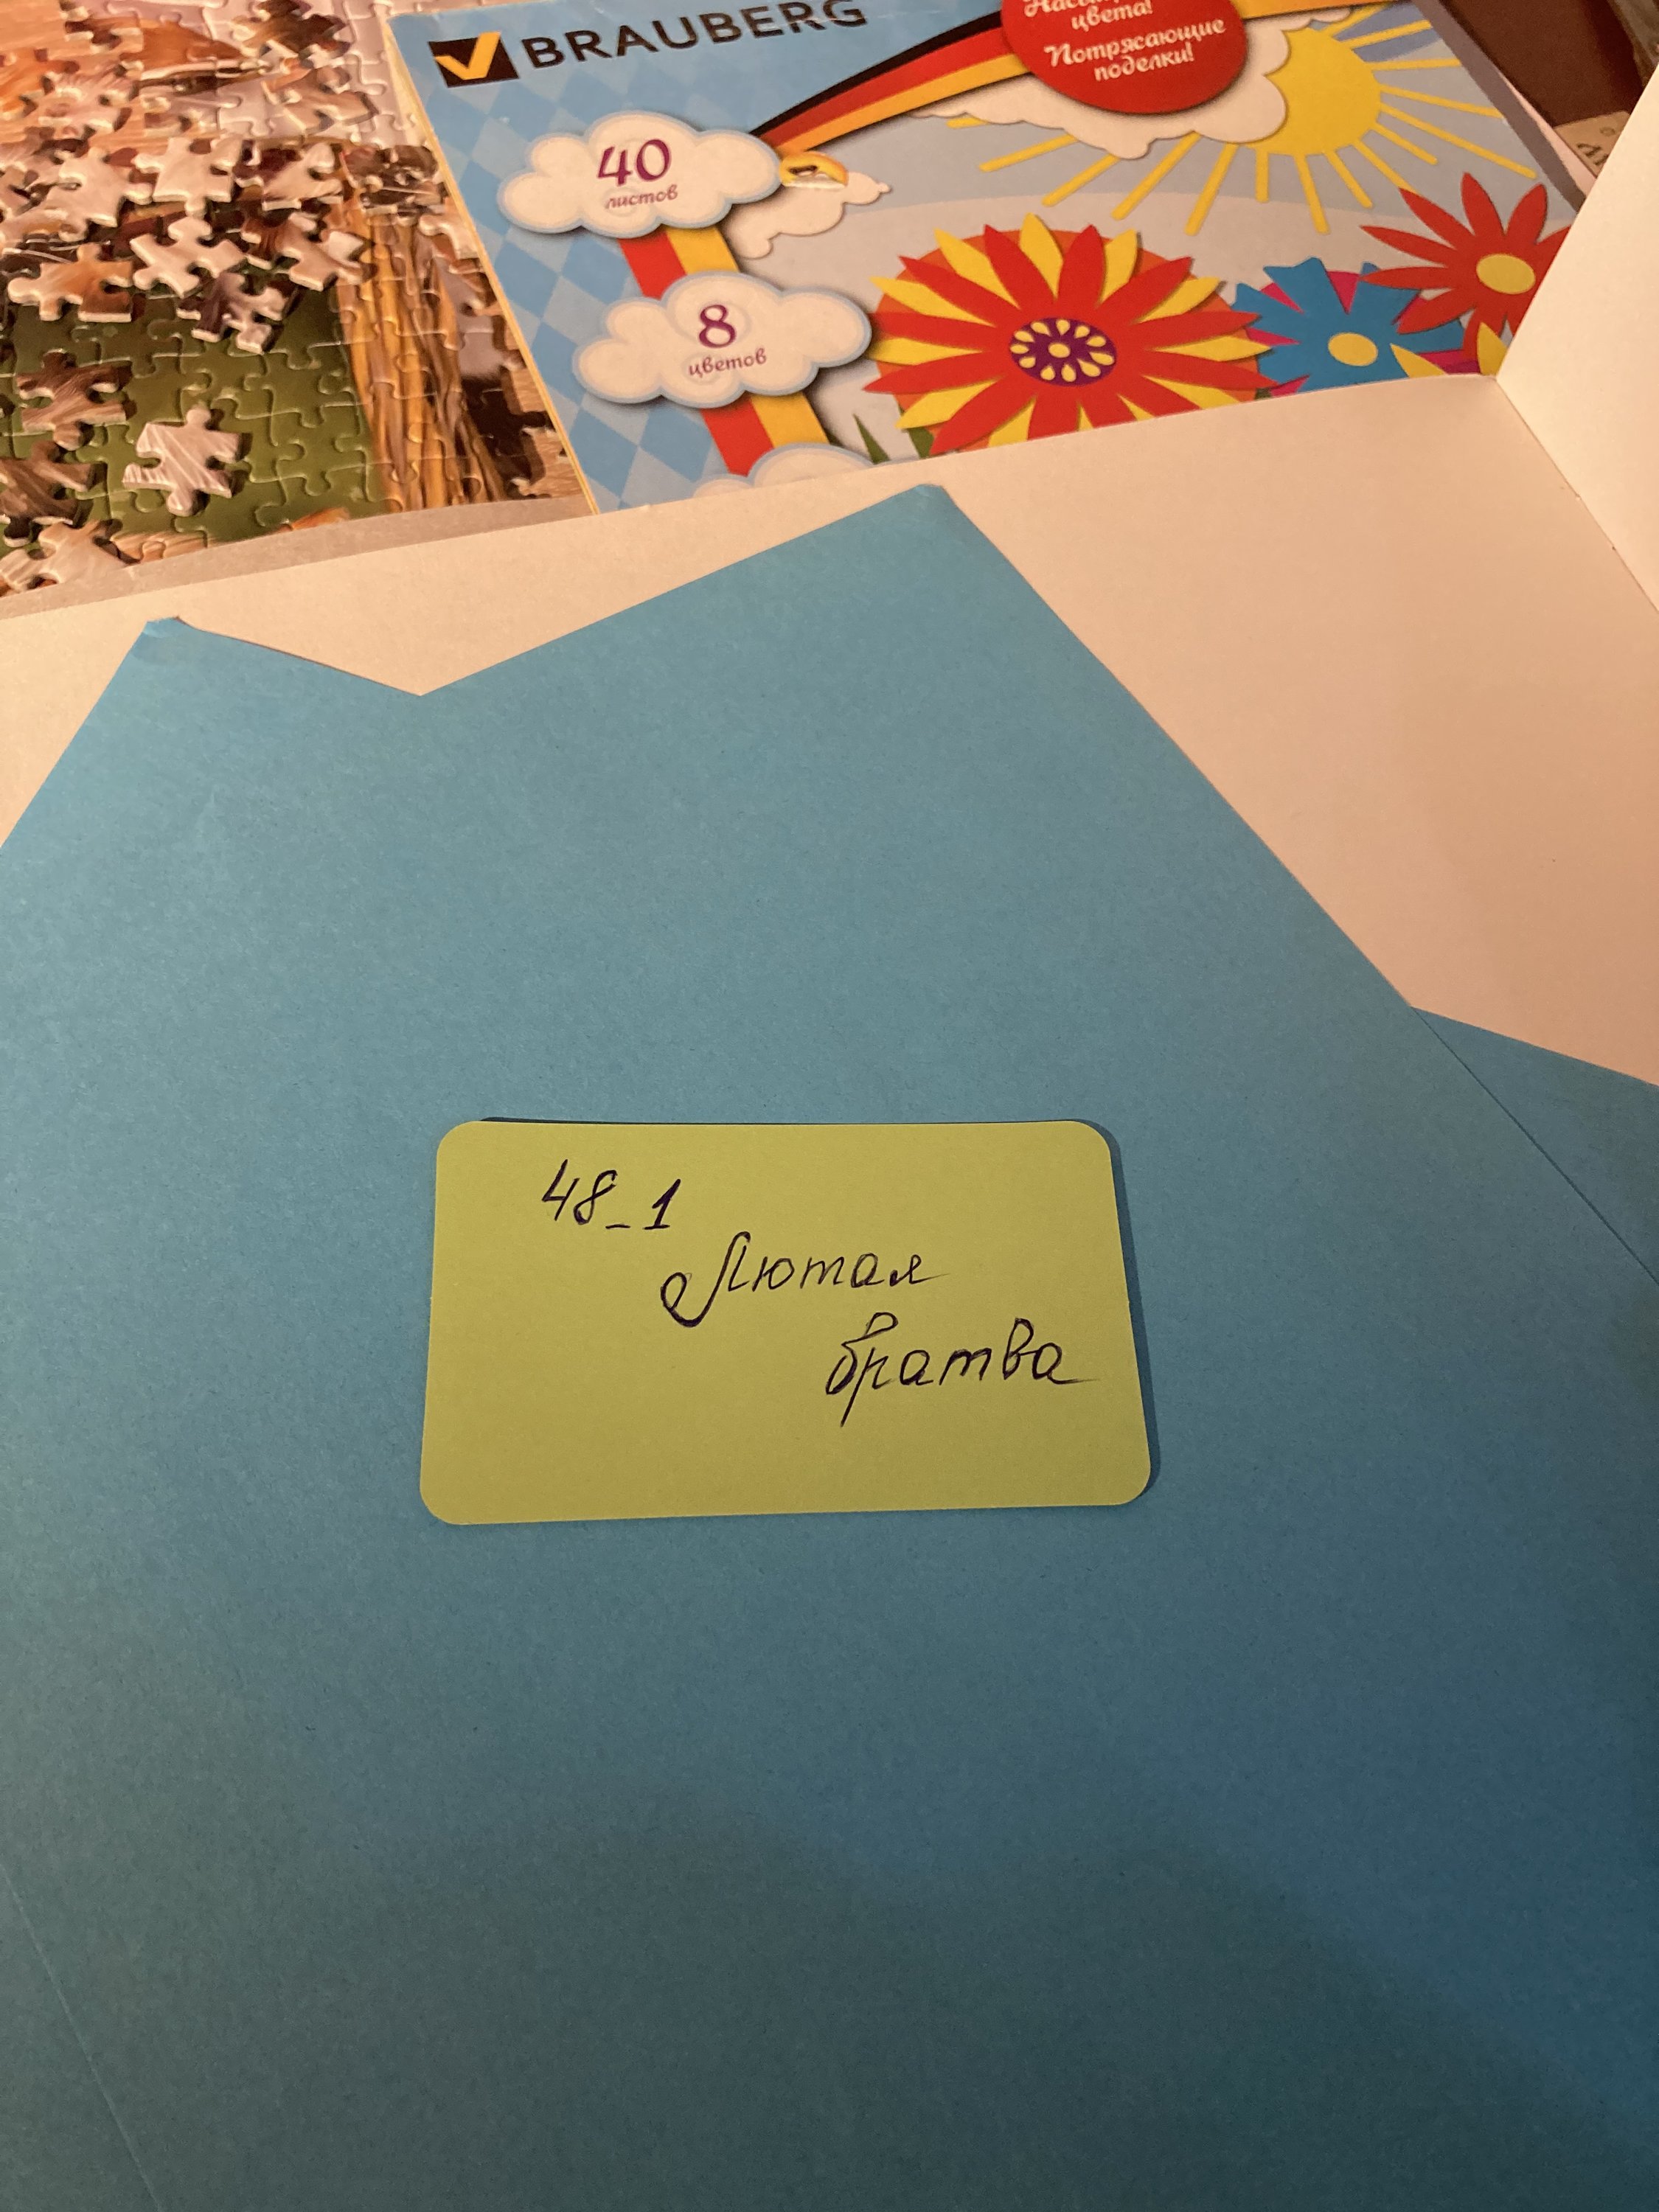 BRAUBERG
цвета!
Потрясающие
поделки!
40
листов
8
цветов
48_1
Лютая
братва